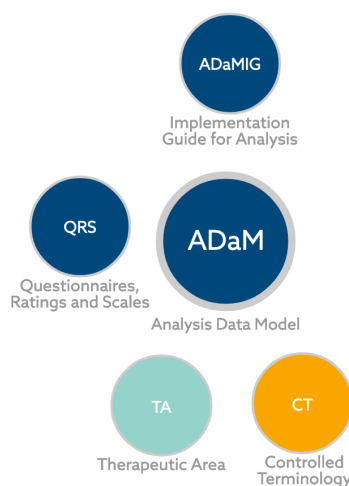 ADaMIG
Implementation
Guide for Analysis
QRS
Questionnaires,
Ratings and Scales
ADaM
Analysis Data Model
TA
Therapeutic Area
CT
Controlled
Terminology